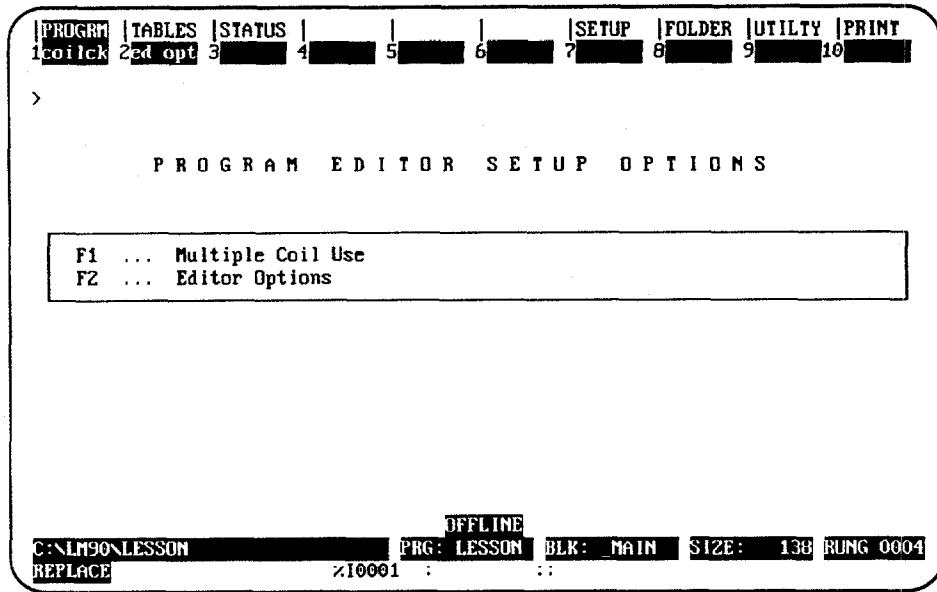 |PROGRM |TABLES |STATUS | | | |SETUP |FOLDER |UTILTY |PRINT
1coilck 2ed opt 3 4 5 6 7 8 9 10
>
PROGRAM EDITOR SETUP OPTIONS
F1 ... Multiple Coil Use
F2 ... Editor Options
OFFLINE
C:\LM90\LESSON PRG: LESSON BLK: _MAIN SIZE: 138 RUNG 0004
REPLACE %I0001 : ::